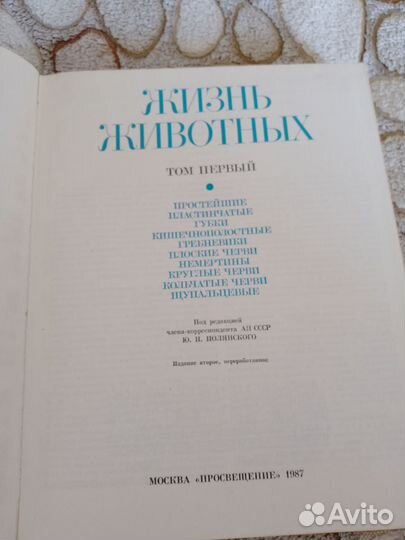 ЖИЗНЬ
ЖИВОТНЫХ
ТОМ ПЕРВЫЙ
ПРОСТЕЙШИЕ
ПЛАСТИНЧАТЫЕ
ГУБКИ
КИШЕЧНОПОЛОСТНЫЕ
ГРЕБНЕВИКИ
ПЛОСКИЕ ЧЕРВИ
НЕМЕРТИНЫ
КРУГЛЫЕ ЧЕРВИ
КОЛЬЧАТЫЕ ЧЕРВИ
ЩУПАЛЬЦЕВЫЕ
Под редакцией
члена-корреспондента АН СССР
Ю. И. ПОЛЯНСКОГО
Издание второе, переработанное
МОСКВА «ПРОСВЕЩЕНИЕ» 1987
Avito